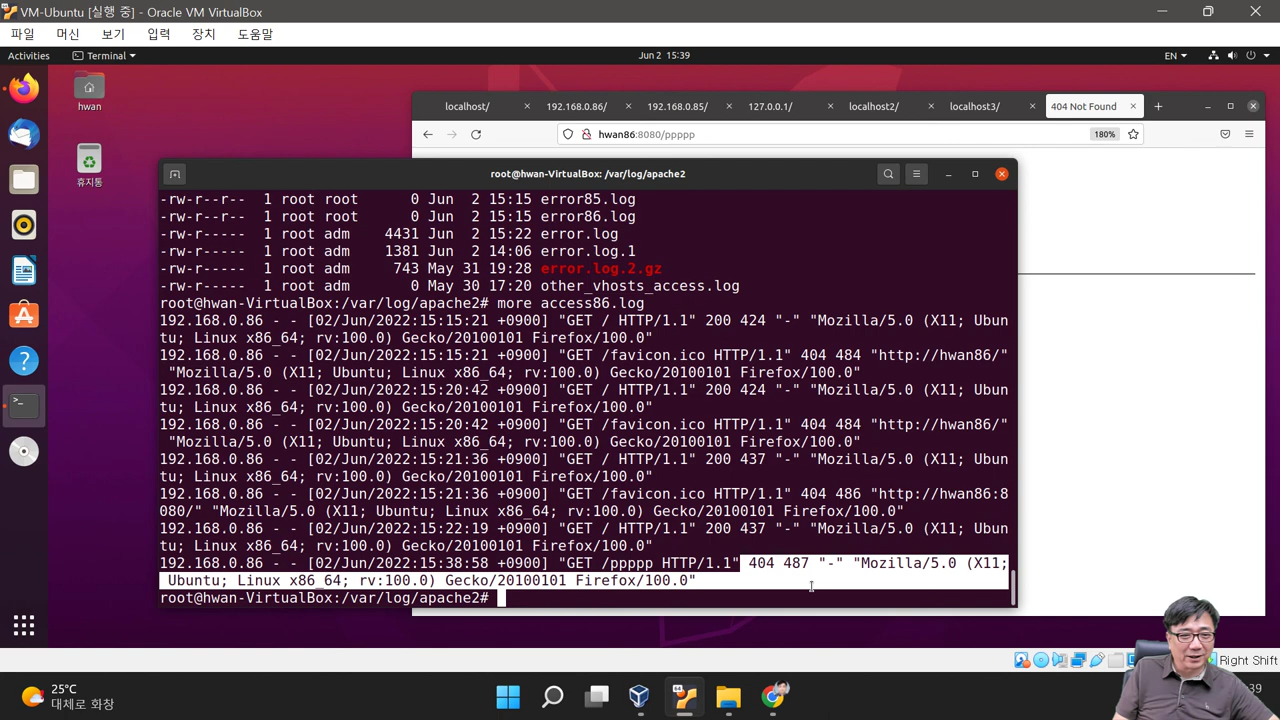 VM-Ubuntu [실행 중] - Oracle VM VirtualBox
파일 머신 보기 입력 장치 도움말
Activities Terminal Jun 2 15:39 EN
hwan
휴지통
localhost/ 192.168.0.86/ 192.168.0.85/ 127.0.0.1/ localhost2/ localhost3/ 404 Not Found
hwan86:8080/ppppp 180%
root@hwan-VirtualBox: /var/log/apache2
-rw-r--r-- 1 root root 0 Jun 2 15:15 error85.log
-rw-r--r-- 1 root root 0 Jun 2 15:15 error86.log
-rw-r----- 1 root adm 4431 Jun 2 15:22 error.log
-rw-r----- 1 root adm 1381 Jun 2 14:06 error.log.1
-rw-r----- 1 root adm 743 May 31 19:28 error.log.2.gz
-rw-r----- 1 root adm 0 May 30 17:20 other_vhosts_access.log
root@hwan-VirtualBox:/var/log/apache2# more access86.log
192.168.0.86 - - [02/Jun/2022:15:15:21 +0900] "GET / HTTP/1.1" 200 424 "-" "Mozilla/5.0 (X11; Ubun
tu; Linux x86_64; rv:100.0) Gecko/20100101 Firefox/100.0"
192.168.0.86 - - [02/Jun/2022:15:15:21 +0900] "GET /favicon.ico HTTP/1.1" 404 484 "http://hwan86/"
"Mozilla/5.0 (X11; Ubuntu; Linux x86_64; rv:100.0) Gecko/20100101 Firefox/100.0"
192.168.0.86 - - [02/Jun/2022:15:20:42 +0900] "GET / HTTP/1.1" 200 424 "-" "Mozilla/5.0 (X11; Ubun
tu; Linux x86_64; rv:100.0) Gecko/20100101 Firefox/100.0"
192.168.0.86 - - [02/Jun/2022:15:20:42 +0900] "GET /favicon.ico HTTP/1.1" 404 484 "http://hwan86/"
"Mozilla/5.0 (X11; Ubuntu; Linux x86_64; rv:100.0) Gecko/20100101 Firefox/100.0"
192.168.0.86 - - [02/Jun/2022:15:21:36 +0900] "GET / HTTP/1.1" 200 437 "-" "Mozilla/5.0 (X11; Ubun
tu; Linux x86_64; rv:100.0) Gecko/20100101 Firefox/100.0"
192.168.0.86 - - [02/Jun/2022:15:21:36 +0900] "GET /favicon.ico HTTP/1.1" 404 486 "http://hwan86:8
080/" "Mozilla/5.0 (X11; Ubuntu; Linux x86_64; rv:100.0) Gecko/20100101 Firefox/100.0"
192.168.0.86 - - [02/Jun/2022:15:22:19 +0900] "GET / HTTP/1.1" 200 437 "-" "Mozilla/5.0 (X11; Ubun
tu; Linux x86_64; rv:100.0) Gecko/20100101 Firefox/100.0"
192.168.0.86 - - [02/Jun/2022:15:38:58 +0900] "GET /ppppp HTTP/1.1" 404 487 "-" "Mozilla/5.0 (X11;
Ubuntu; Linux x86_64; rv:100.0) Gecko/20100101 Firefox/100.0"
root@hwan-VirtualBox:/var/log/apache2#
Right Shift
25°C
대체로 화창